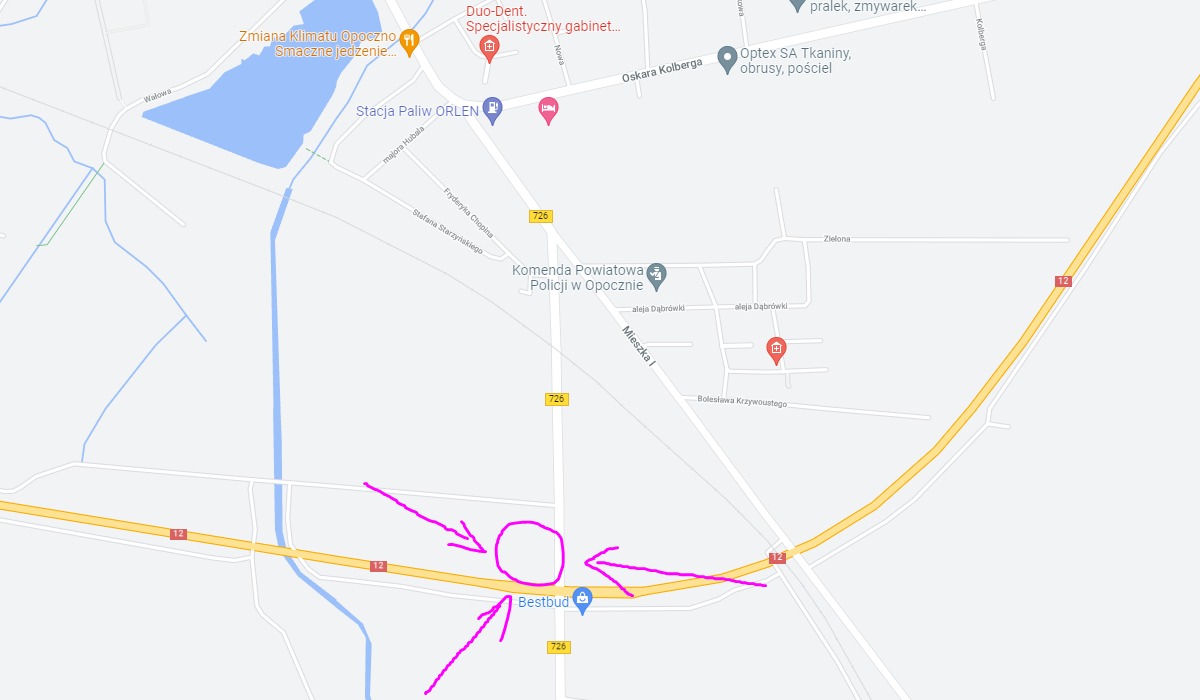 pralek, zmywarek...
Duo-Dent.
Specjalistyczny gabinet...
Nowa
Kolberga
Zmiana Klimatu Opoczno
Smaczne jedzenie...
Optex SA Tkaniny,
obrusy, pościel
Oskara Kolberga
Wałowa
Stacja Paliw ORLEN
majora Hubala
Fryderyka Chopina
Stefana Starzyńskiego
726
Zielona
Komenda Powiatowa
Policji w Opocznie
12
aleja Dąbrówki
aleja Dąbrówki
Mieszka I
726
Bolesława Krzywoustego
12
12
12
Bestbud
726